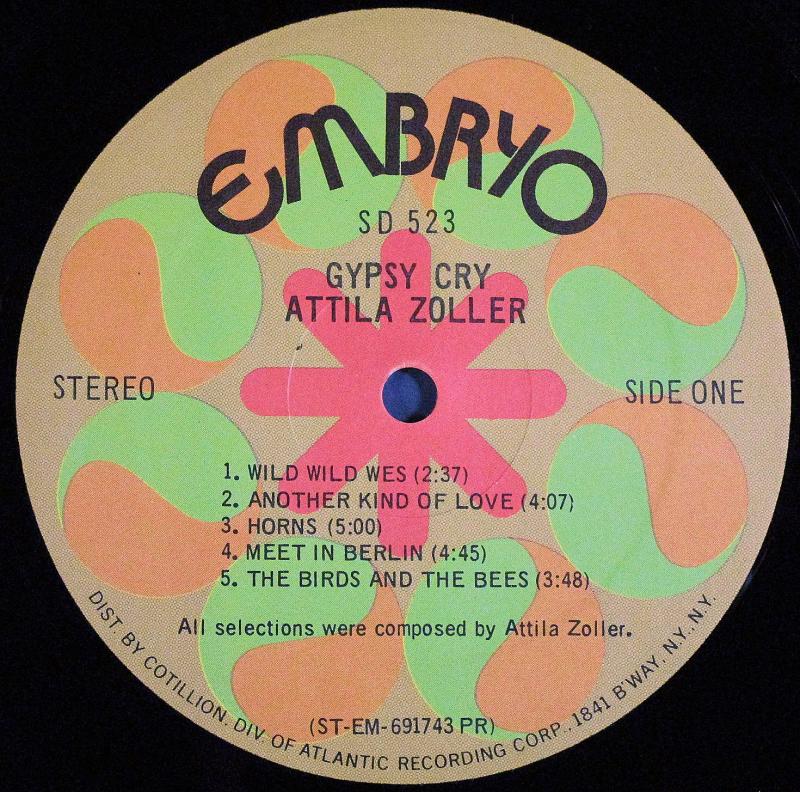 EMBRYO
SD 523
GYPSY CRY
ATTILA ZOLLER
STEREO
SIDE ONE
1. WILD WILD WES (2:37)
2. ANOTHER KIND OF LOVE (4:07)
3. HORNS (5:00)
4. MEET IN BERLIN (4:45)
5. THE BIRDS AND THE BEES (3:48)
All selections were composed by Attila Zoller.
(ST-EM-691743 PR)
DIST. BY COTILLION, DIV. OF ATLANTIC RECORDING CORP., 1841 B'WAY, N.Y., N.Y.